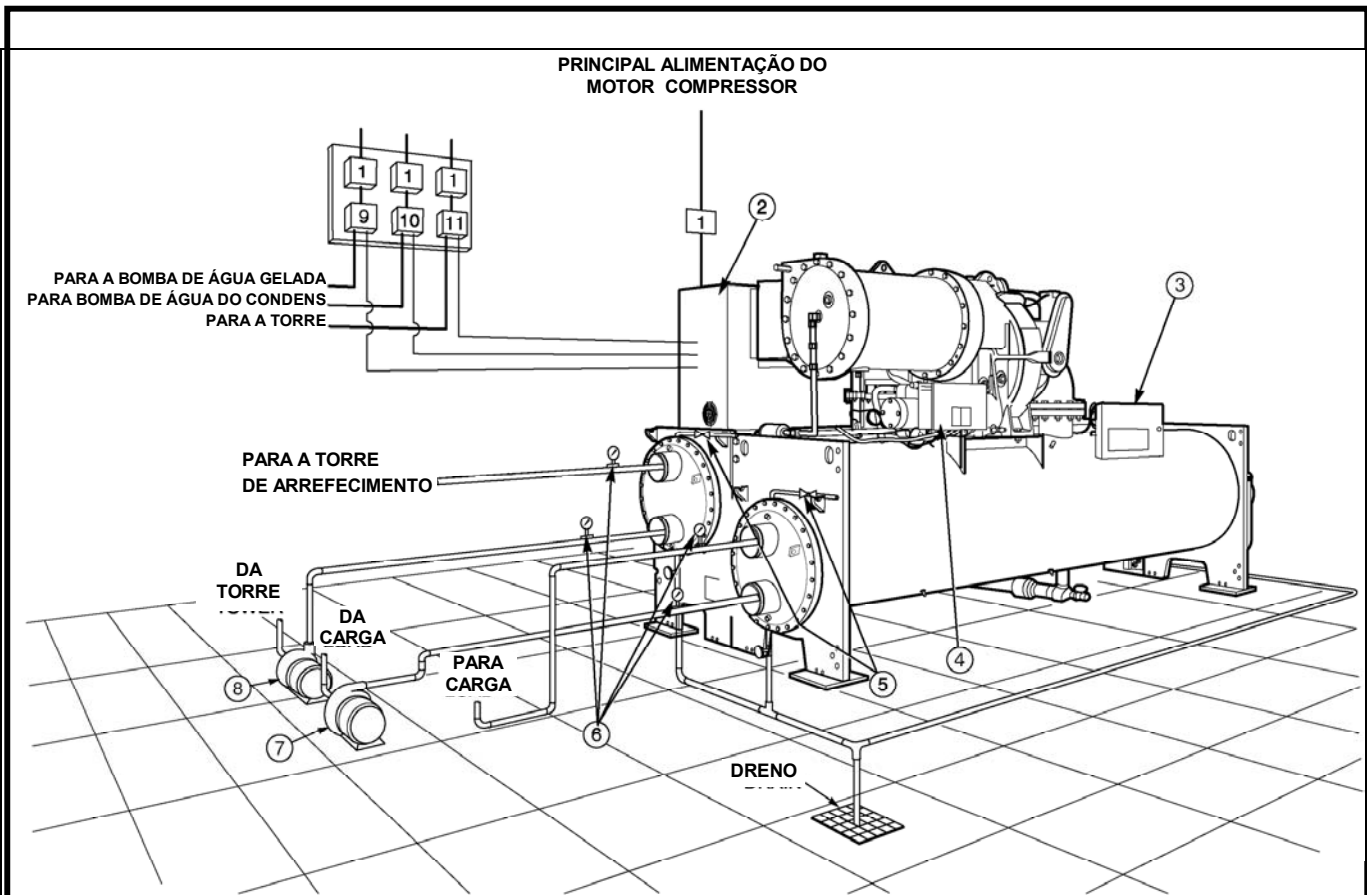 PRINCIPAL ALIMENTAÇÃO DO
MOTOR COMPRESSOR
1
1
1
9
10
11
1
2
3
PARA A BOMBA DE ÁGUA GELADA
PARA BOMBA DE ÁGUA DO CONDENS
PARA A TORRE
PARA A TORRE
DE ARREFECIMENTO
DA
TORRE
DA
CARGA
PARA
CARGA
4
5
8
6
7
DRENO